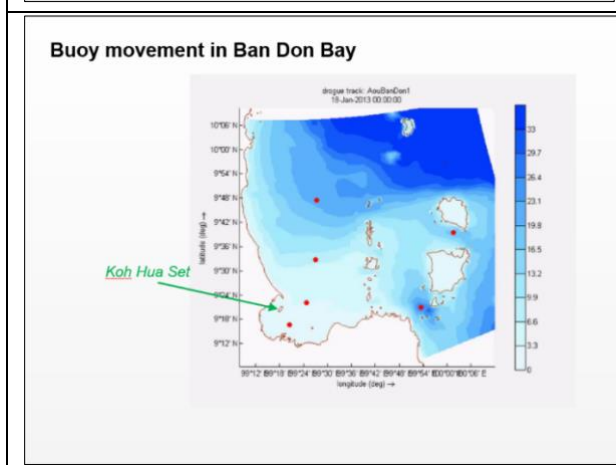 Buoy movement in Ban Don Bay
drogue track: AouBanDon1
18-Jan-2013 00:00:00
10°06' N
10°00' N
9°54' N
9°48' N
9°42' N
9°36' N
9°30' N
9°24' N
9°18' N
9°12' N
latitude (deg) →
Koh Hua Set
33
29.7
26.4
23.1
19.8
16.5
13.2
9.9
6.6
3.3
0
longitude (deg) →